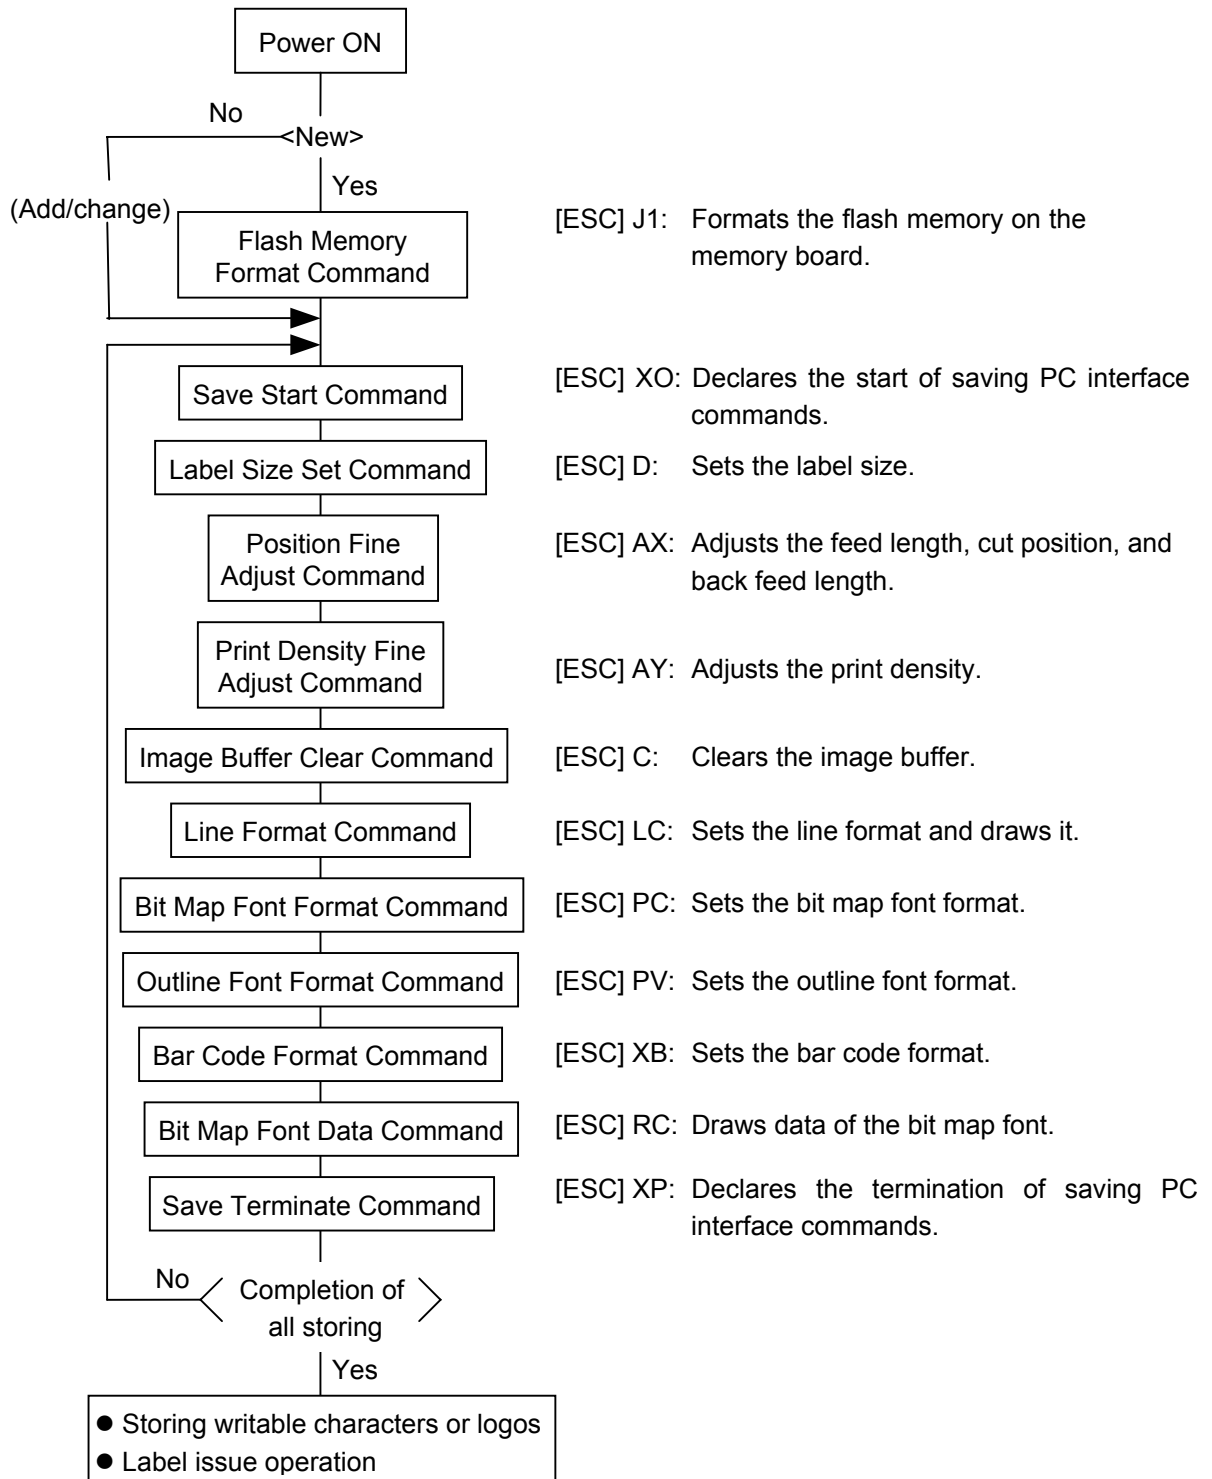 Power ON
No
<New>
Yes
(Add/change)
Flash Memory
Format Command
[ESC] J1: Formats the flash memory on the
memory board.
Save Start Command
[ESC] XO: Declares the start of saving PC interface
commands.
Label Size Set Command
[ESC] D: Sets the label size.
Position Fine
Adjust Command
[ESC] AX: Adjusts the feed length, cut position, and
back feed length.
Print Density Fine
Adjust Command
[ESC] AY: Adjusts the print density.
Image Buffer Clear Command
[ESC] C: Clears the image buffer.
Line Format Command
[ESC] LC: Sets the line format and draws it.
Bit Map Font Format Command
[ESC] PC: Sets the bit map font format.
Outline Font Format Command
[ESC] PV: Sets the outline font format.
Bar Code Format Command
[ESC] XB: Sets the bar code format.
Bit Map Font Data Command
[ESC] RC: Draws data of the bit map font.
Save Terminate Command
[ESC] XP: Declares the termination of saving PC
interface commands.
No
Completion of
all storing
Yes
● Storing writable characters or logos
● Label issue operation